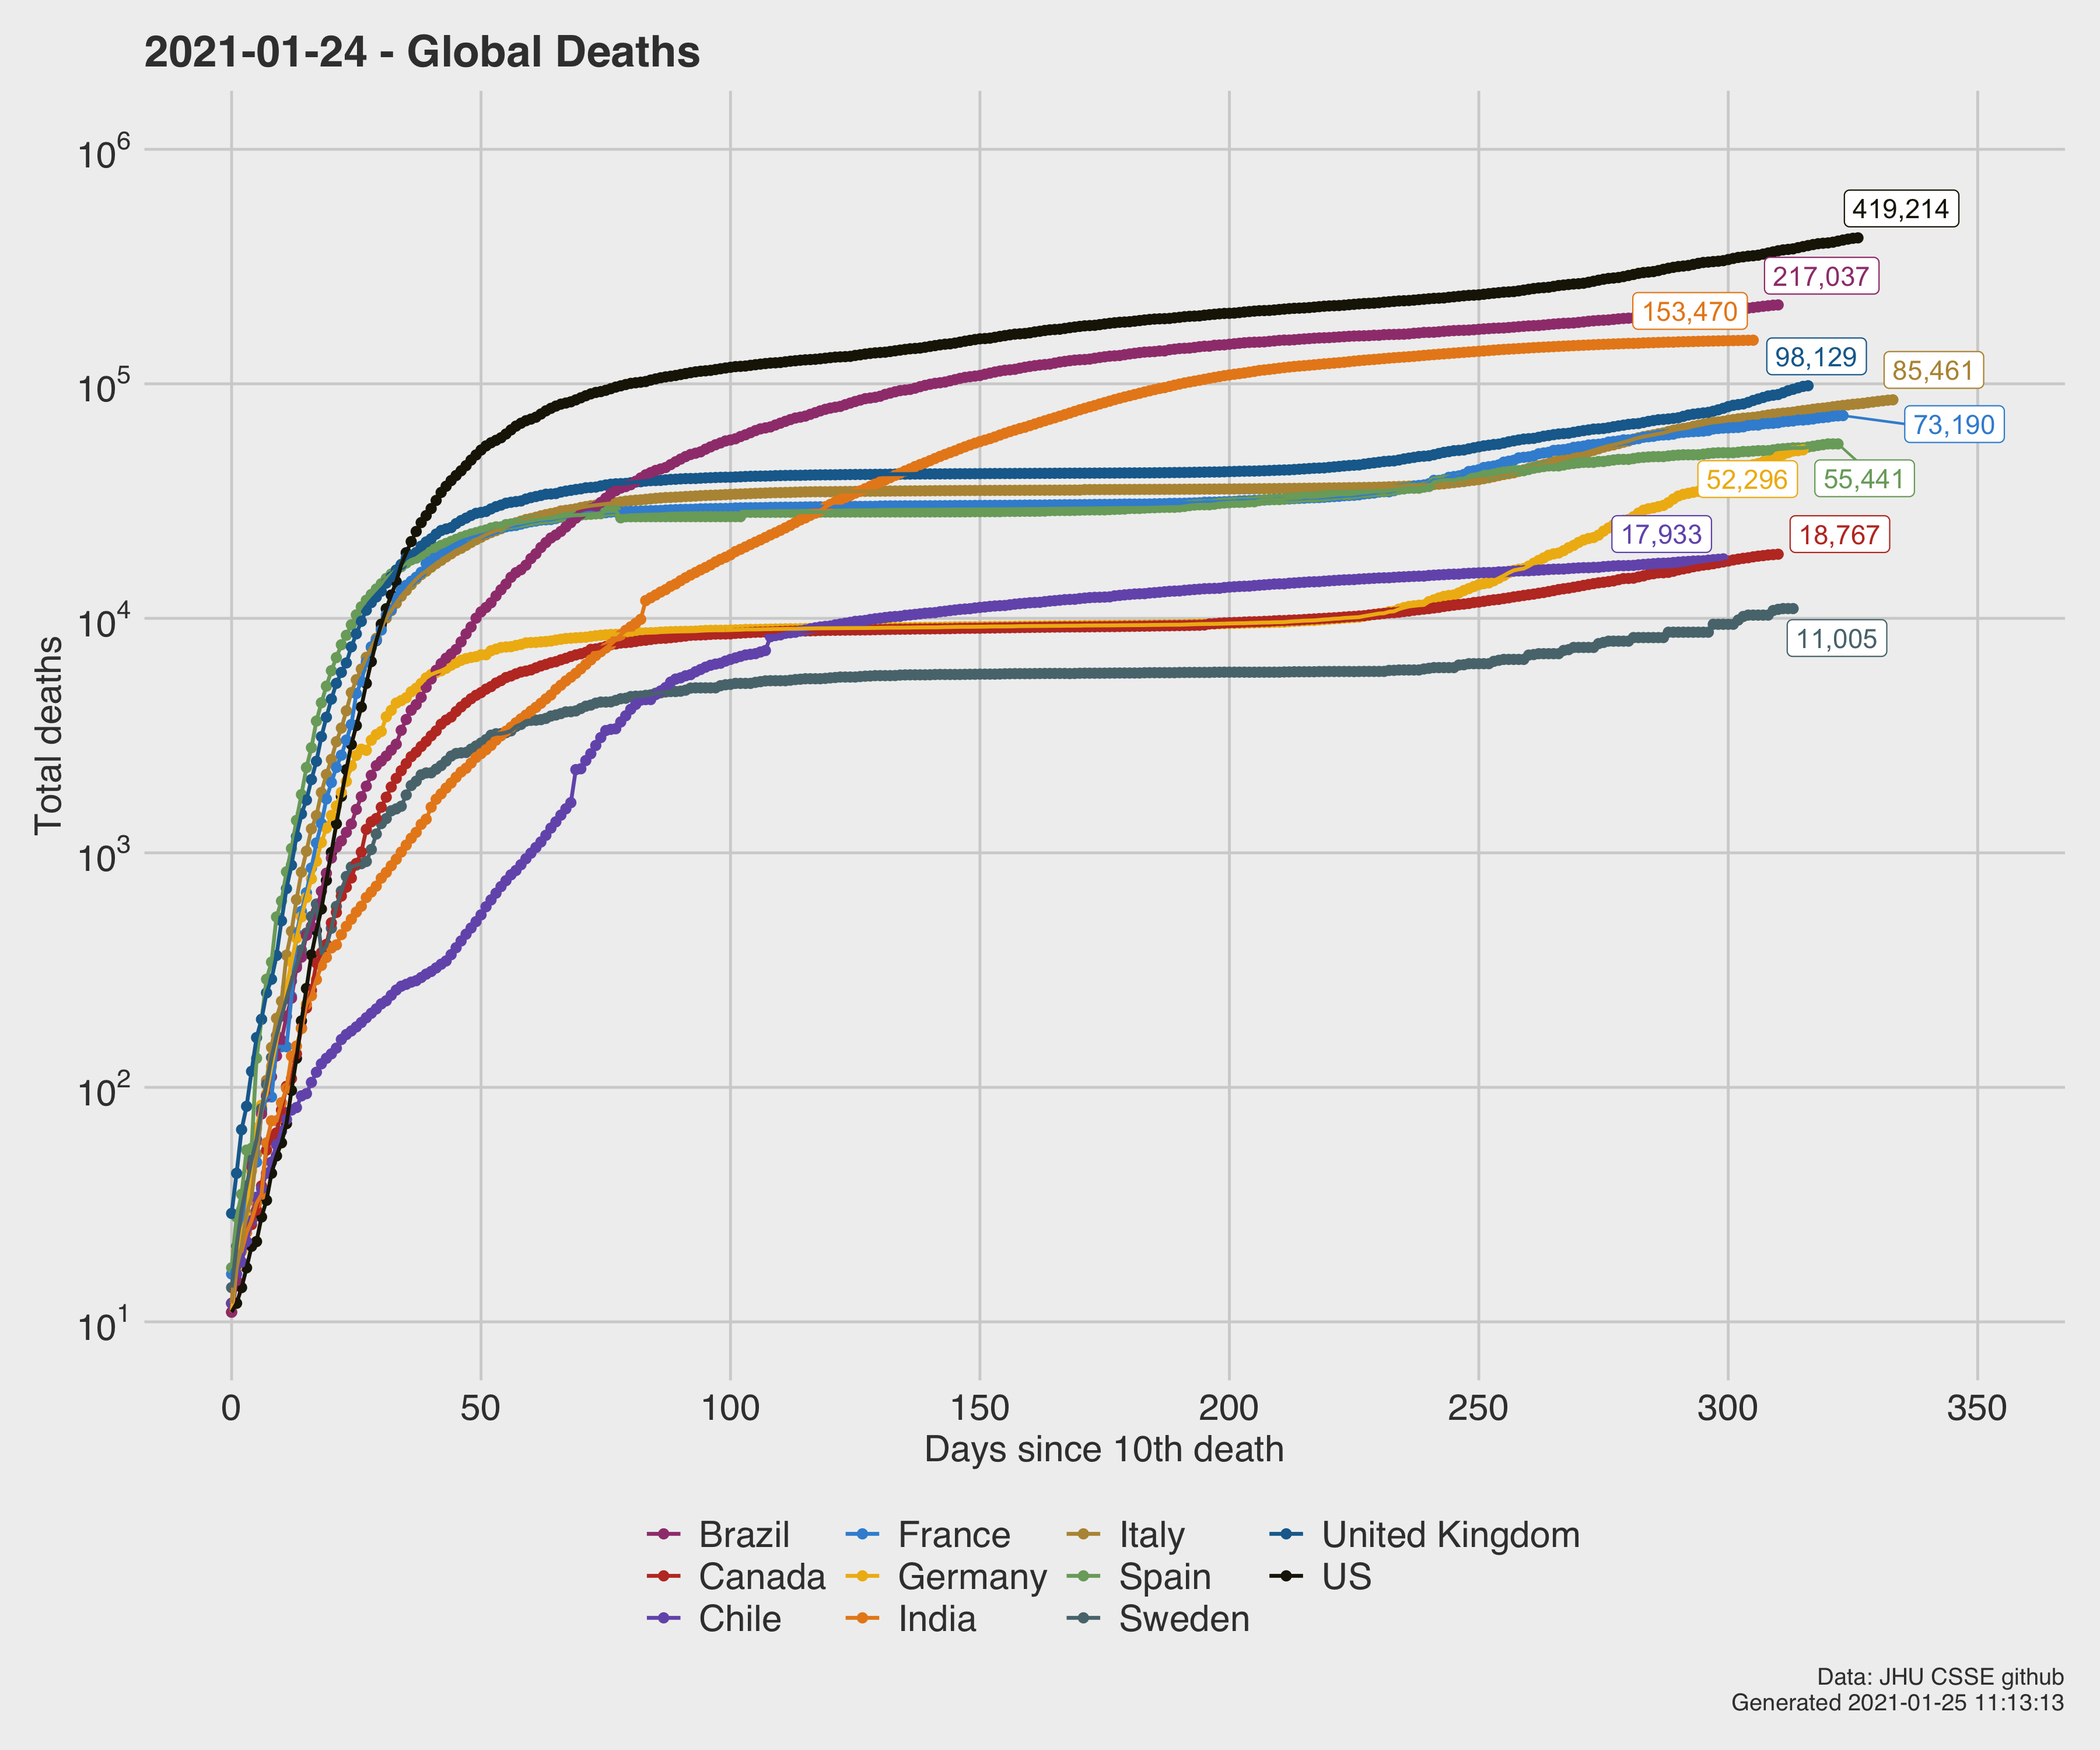 2021-01-24 - Global Deaths
10^6
10^5
10^4
10^3
10^2
10^1
Total deaths
419,214
217,037
153,470
98,129
85,461
73,190
52,296
55,441
17,933
18,767
11,005
0 50 100 150 200 250 300 350
Days since 10th death
Brazil France Italy United Kingdom
Canada Germany Spain US
Chile India Sweden
Data: JHU CSSE github
Generated 2021-01-25 11:13:13